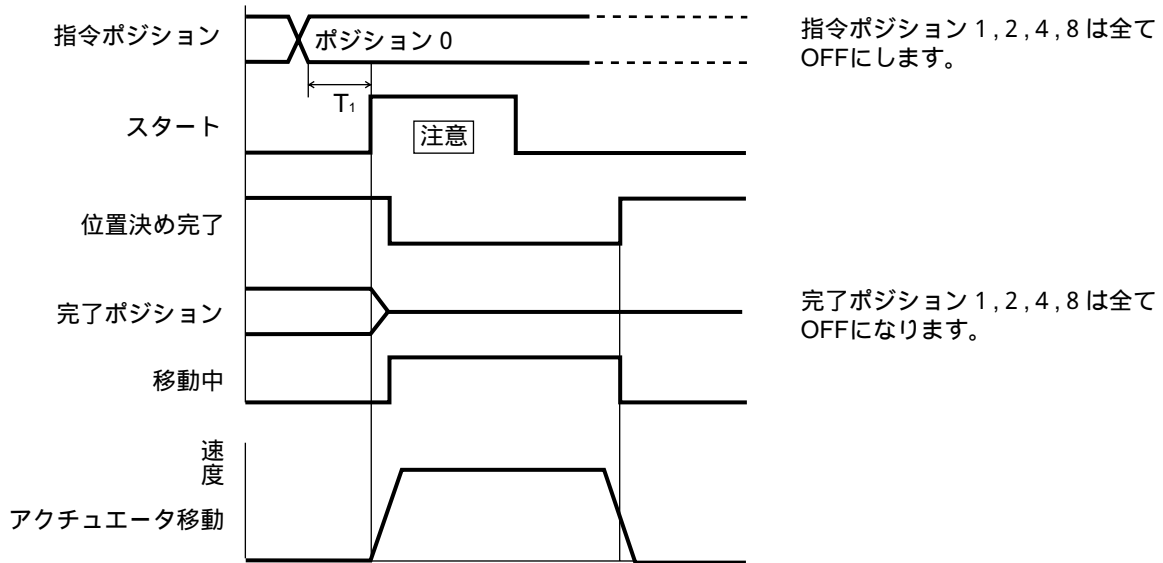 指令ポジション
ポジション 0
指令ポジション 1 , 2 , 4 , 8 は全て
OFFにします。
T₁
スタート
注意
位置決め完了
完了ポジション
完了ポジション 1 , 2 , 4 , 8 は全て
OFFになります。
移動中
速度
アクチュエータ移動